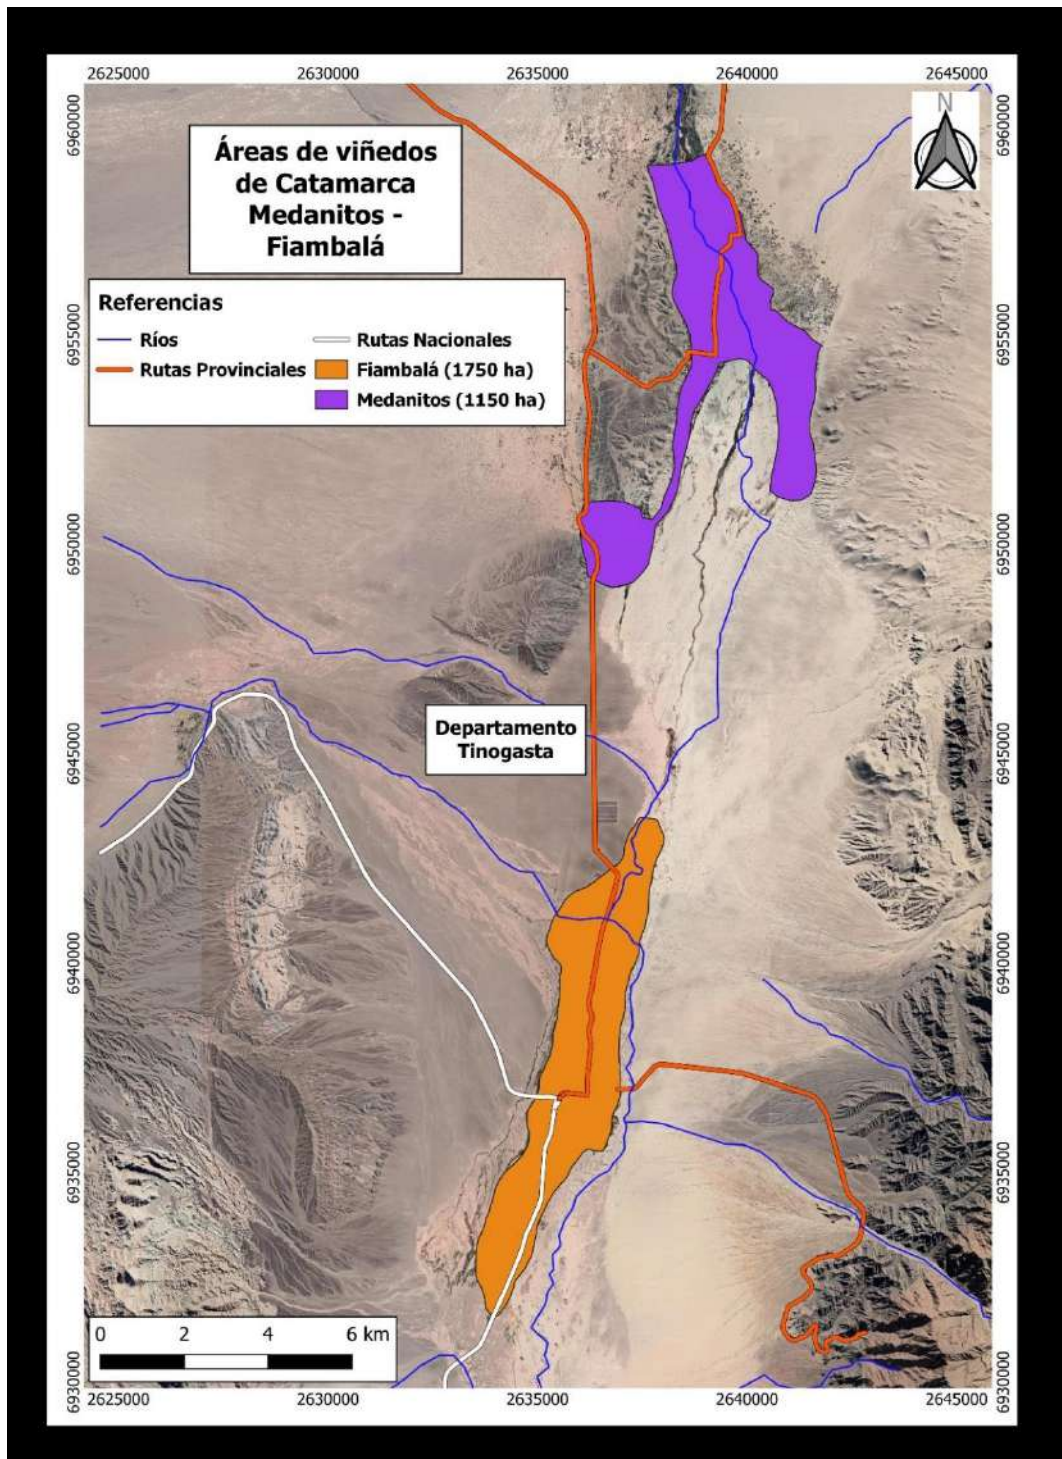 2625000 2630000 2635000 2640000 2645000
6960000
6960000
N
Áreas de viñedos
de Catamarca
Medanitos -
Fiambalá
Referencias
Ríos
Rutas Nacionales
Rutas Provinciales
Fiambalá (1750 ha)
Medanitos (1150 ha)
6955000
6955000
6950000
6950000
Departamento
Tinogasta
6945000
6945000
6940000
6940000
6935000
6935000
0 2 4 6 km
6930000
6930000
2625000 2630000 2635000 2640000 2645000